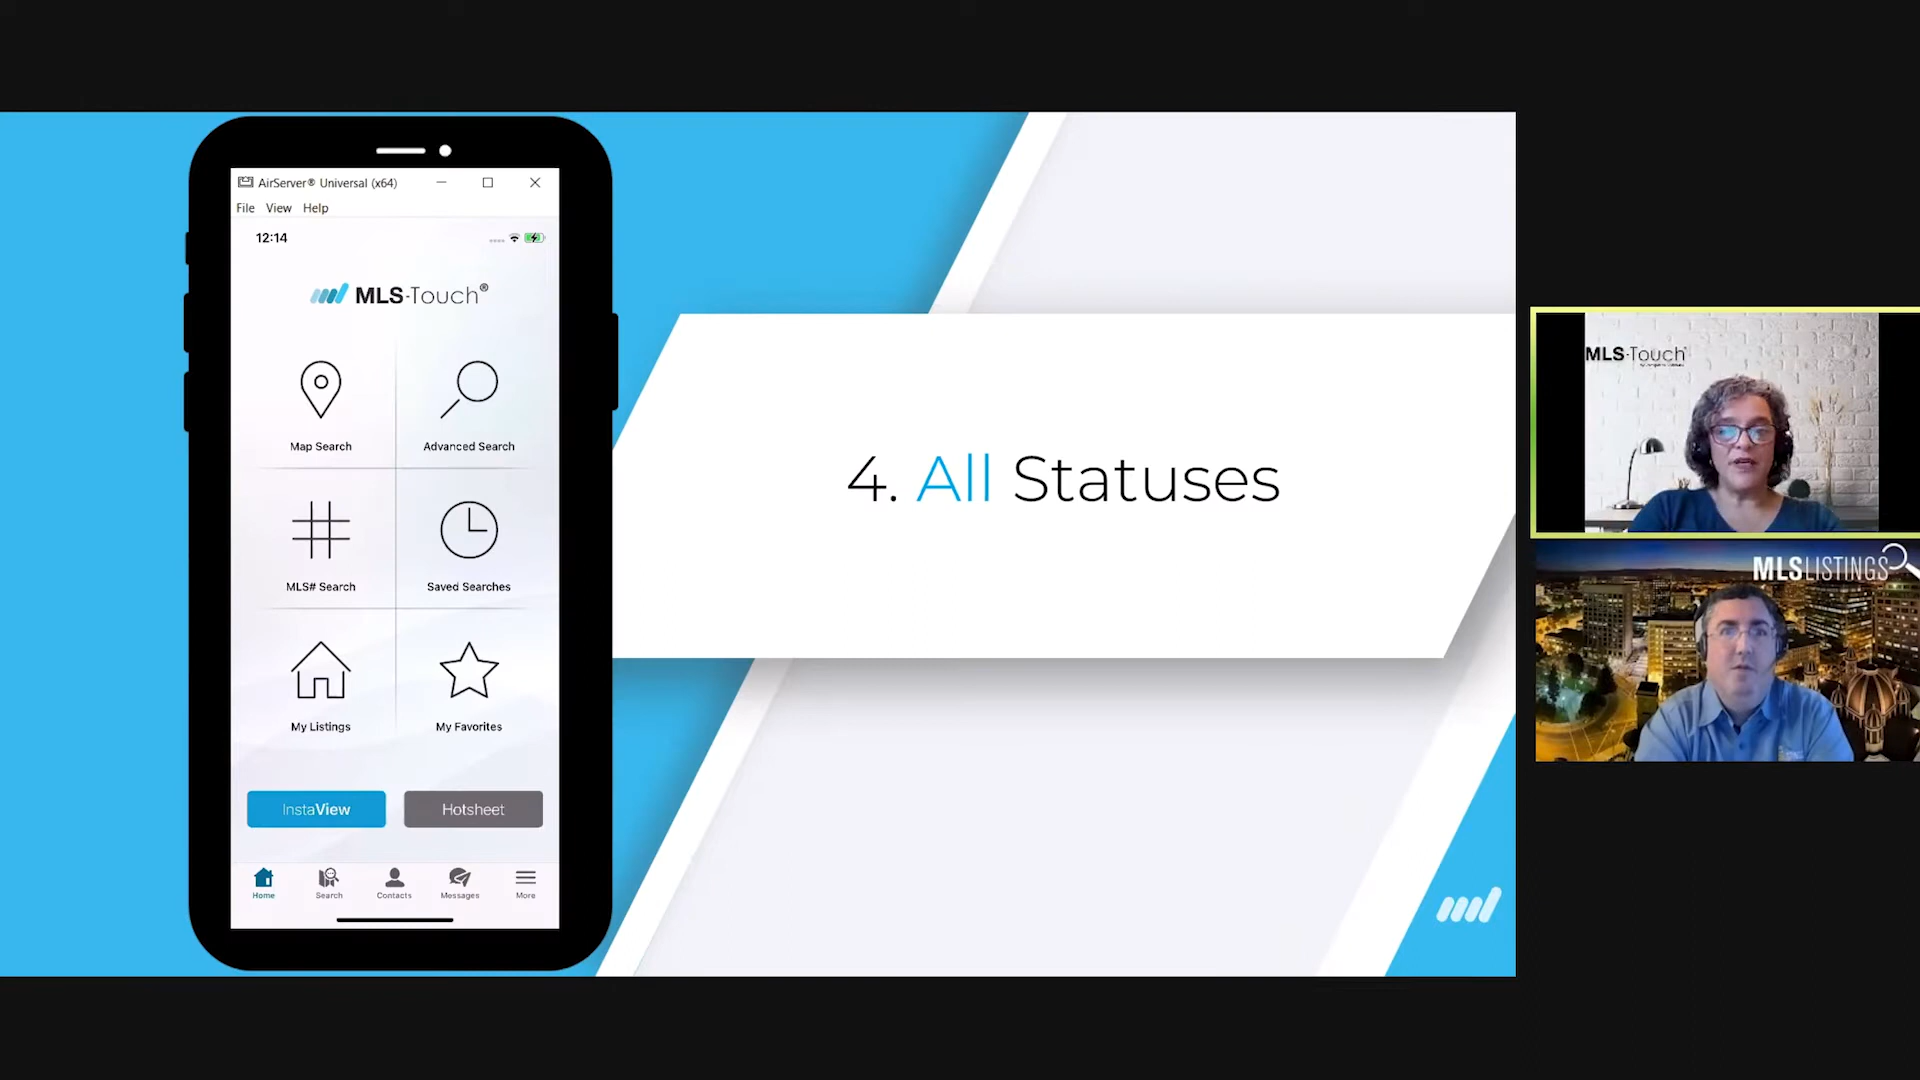 AirServer® Universal (x64)
File View Help
12:14
MLS-Touch®
Map Search
Advanced Search
MLS# Search
Saved Searches
My Listings
My Favorites
InstaView
Hotsheet
Home
Search
Contacts
Messages
More
4. All Statuses
MLS-Touch
MLSLISTINGS